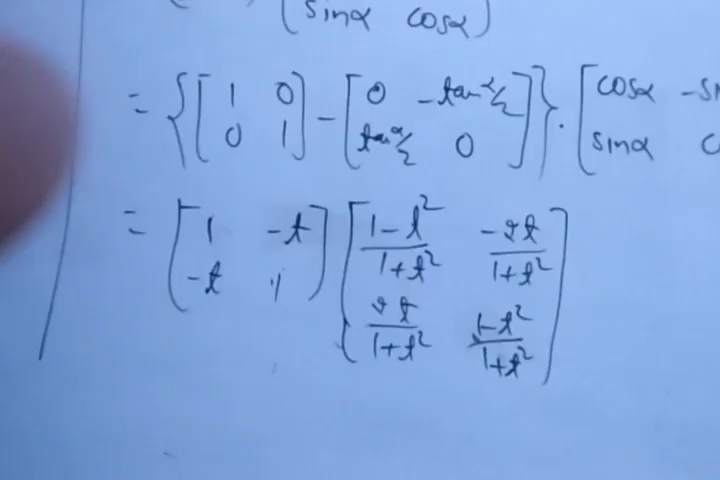 (sinα cosα)
= {[1 0] - [0 -tan α/2]} . [cosα -sin
[0 1] [tan α/2 0] [sinα c
= [1 -t] [1-t²/1+t² -2t/1+t²]
[-t 1] [2t/1+t² 1-t²/1+t²]